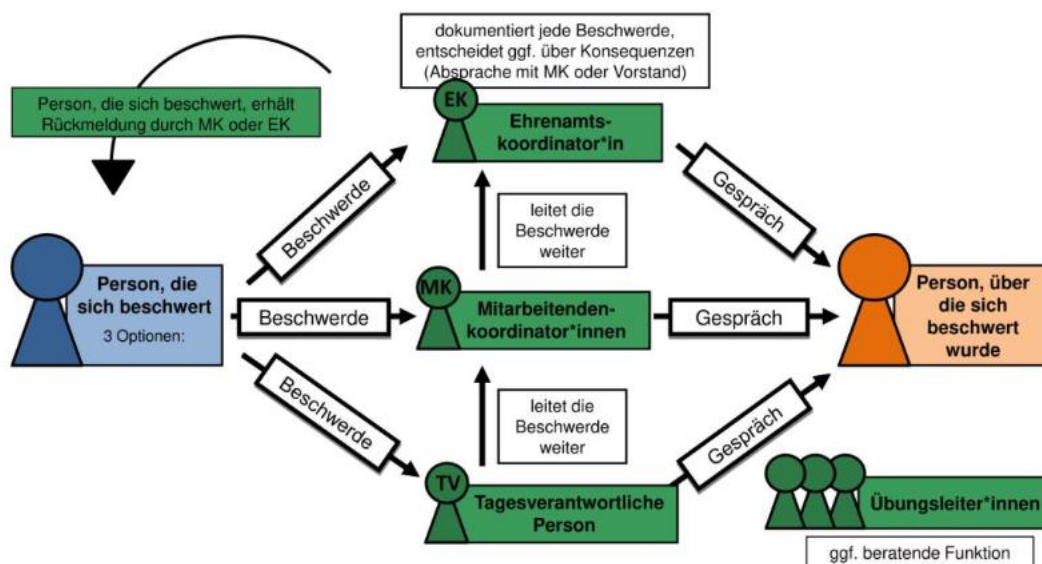 dokumentiert jede Beschwerde,
entscheidet ggf. über Konsequenzen
(Absprache mit MK oder Vorstand)
Person, die sich beschwert, erhält
Rückmeldung durch MK oder EK
EK
Ehrenamts-
koordinator*in
Beschwerde
Gespräch
leitet die
Beschwerde
weiter
Person, die
sich beschwert
3 Optionen:
Beschwerde
MK
Mitarbeitenden-
koordinator*innen
Gespräch
Person, über
die sich
beschwert
wurde
Beschwerde
leitet die
Beschwerde
weiter
Gespräch
TV
Tagesverantwortliche
Person
Übungsleiter*innen
ggf. beratende Funktion